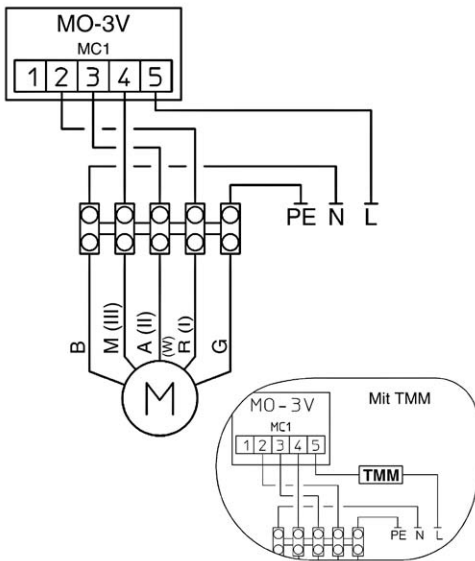 MO-3V
MC1
1 2 3 4 5
PE N L
B
M (III)
A (II)
(W)
R (I)
G
M
MO-3V
Mit TMM
MC1
1 2 3 4 5
TMM
PE N L